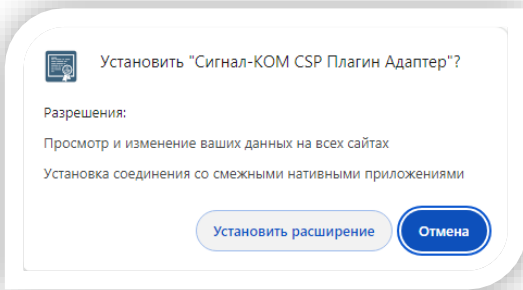 Установить "Сигнал-КОМ CSP Плагин Адаптер"?
Разрешения:
Просмотр и изменение ваших данных на всех сайтах
Установка соединения со смежными нативными приложениями
Установить расширение
Отмена